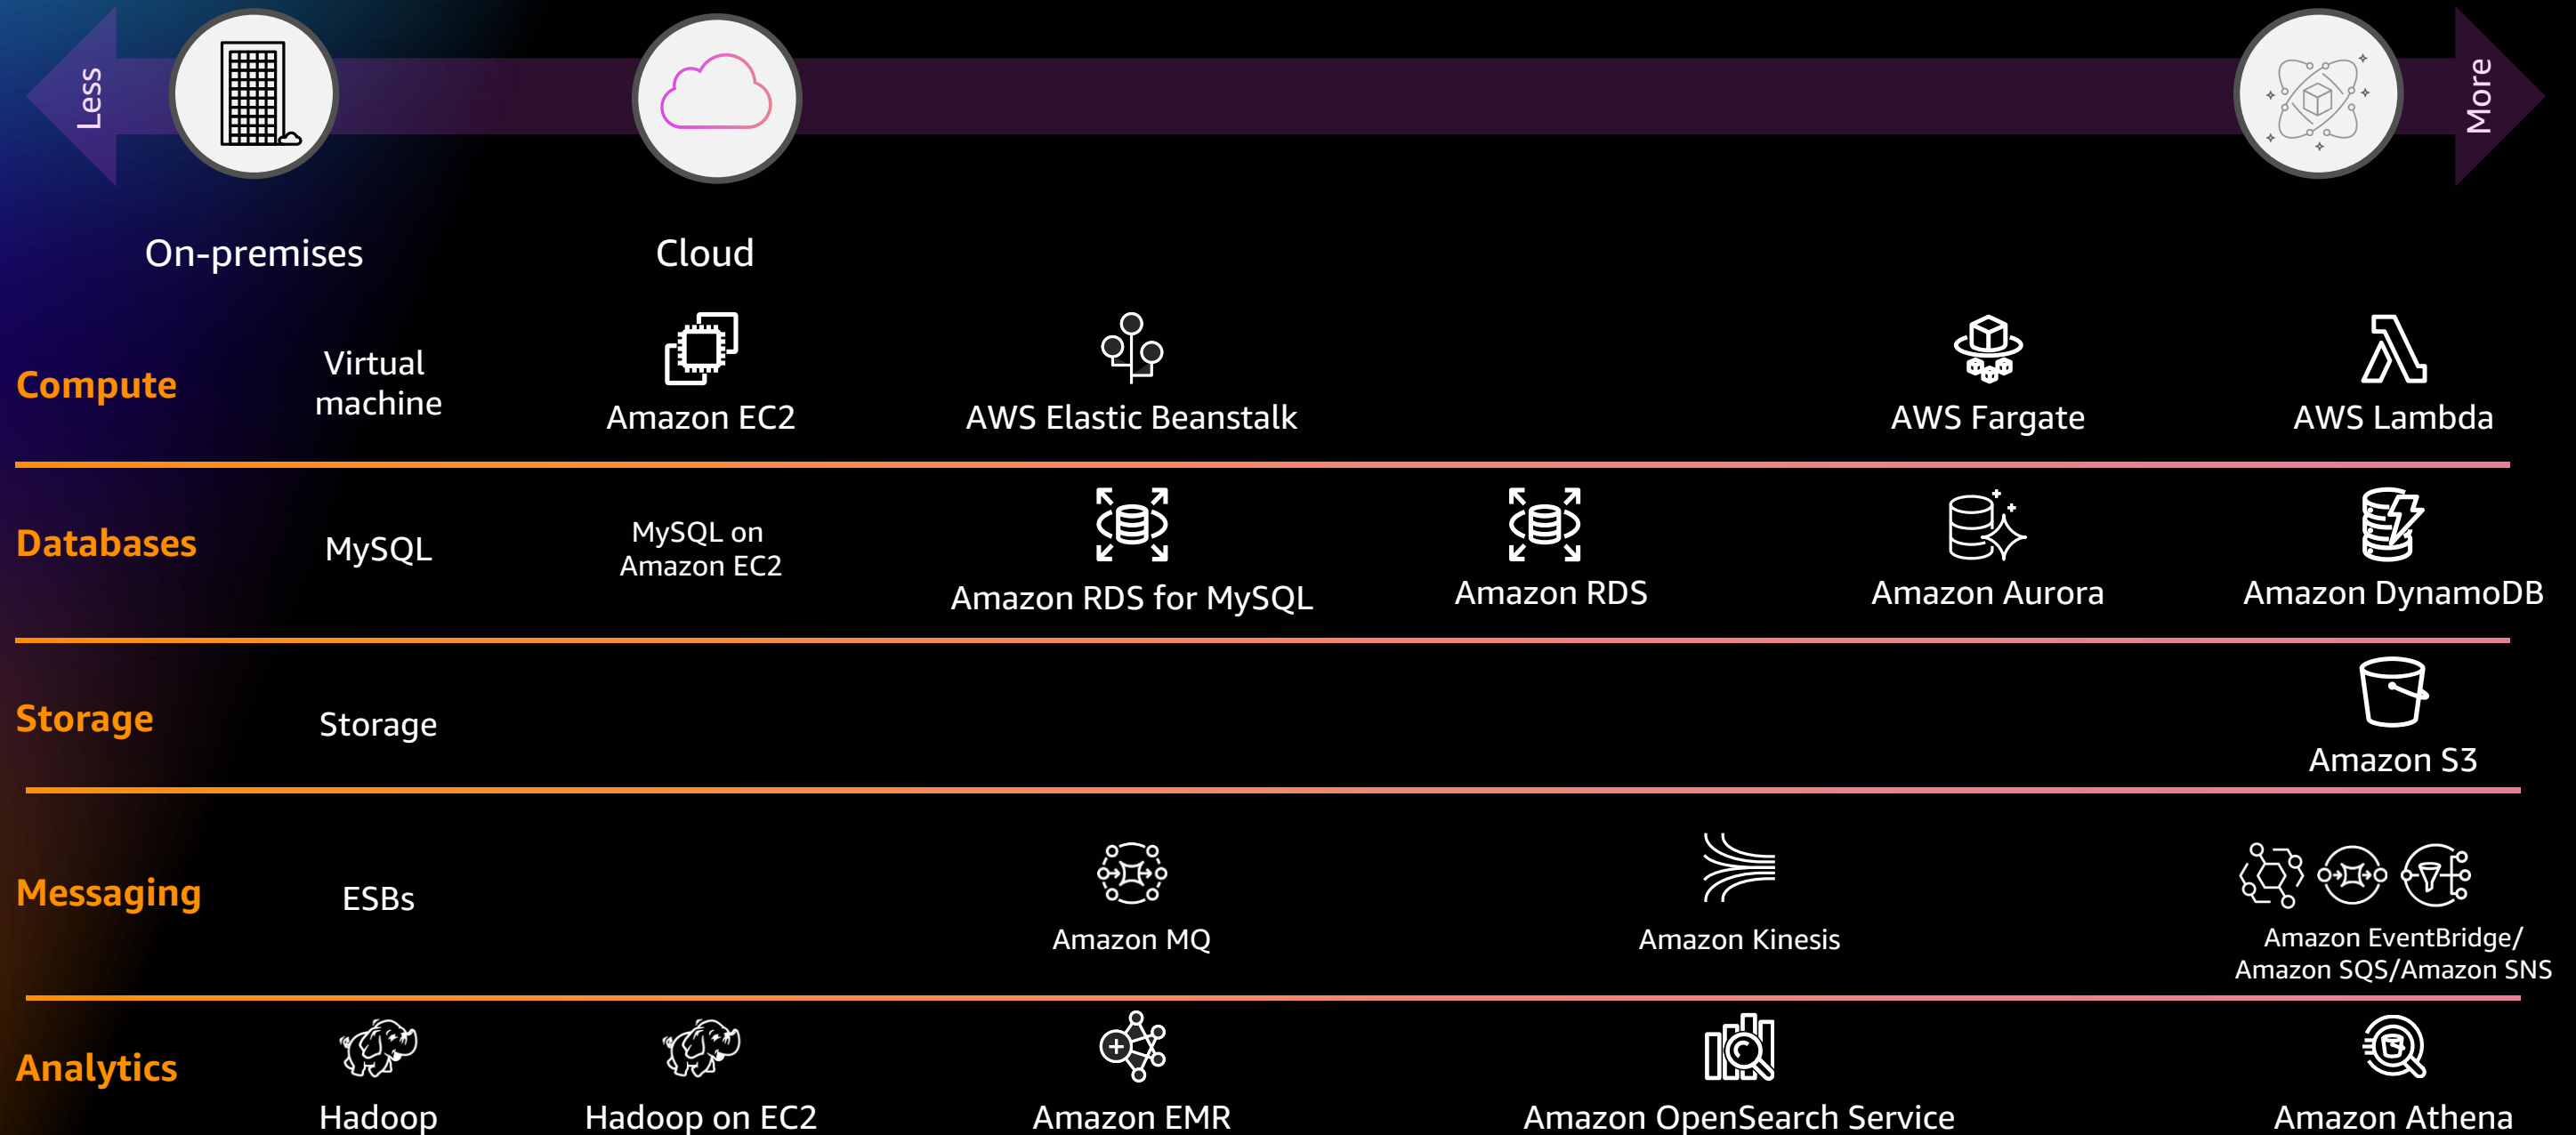 Less
More
On-premises
Cloud
Compute
Virtual
machine
Amazon EC2
AWS Elastic Beanstalk
AWS Fargate
AWS Lambda
Databases
MySQL
MySQL on
Amazon EC2
Amazon RDS for MySQL
Amazon RDS
Amazon Aurora
Amazon DynamoDB
Storage
Storage
Amazon S3
Messaging
ESBs
Amazon MQ
Amazon Kinesis
Amazon EventBridge/
Amazon SQS/Amazon SNS
Analytics
Hadoop
Hadoop on EC2
Amazon EMR
Amazon OpenSearch Service
Amazon Athena